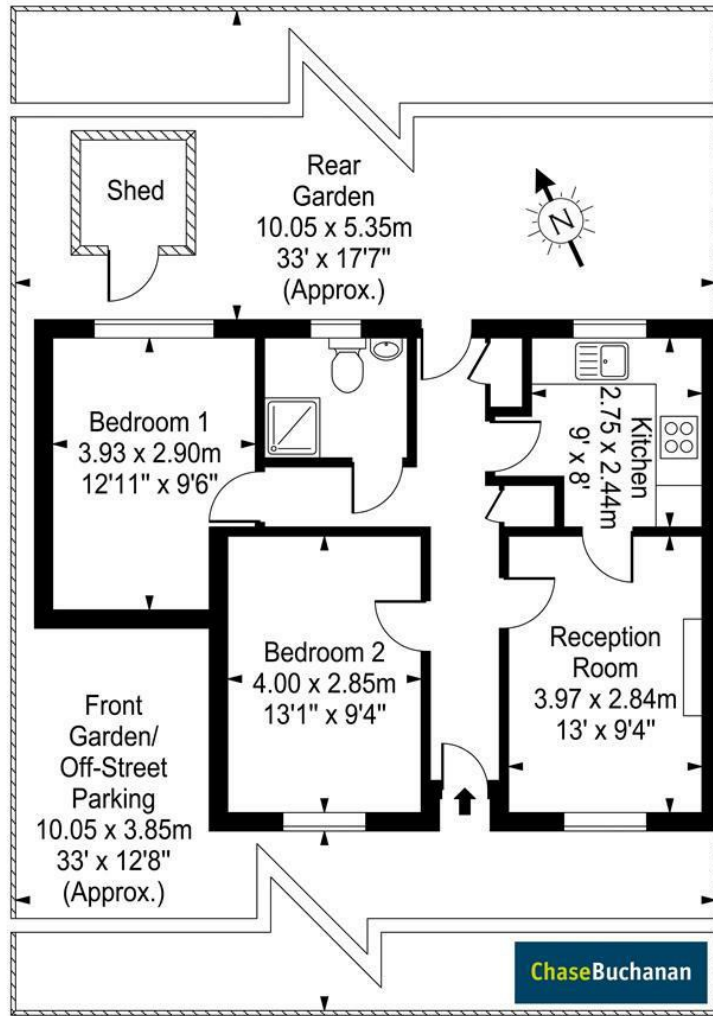 Shed
Rear
Garden
10.05 x 5.35m
33' x 17'7"
(Approx.)
N
Bedroom 1
3.93 x 2.90m
12'11" x 9'6"
Kitchen
2.75 x 2.44m
9' x 8'
Bedroom 2
4.00 x 2.85m
13'1" x 9'4"
Reception
Room
3.97 x 2.84m
13' x 9'4"
Front
Garden/
Off-Street
Parking
10.05 x 3.85m
33' x 12'8"
(Approx.)
ChaseBuchanan